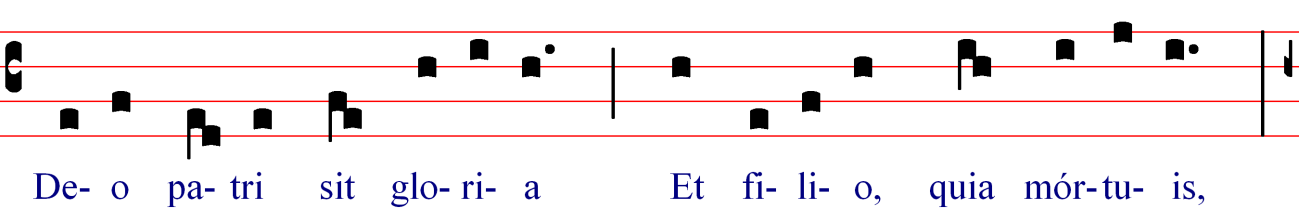 De- o pa- tri sit glo- ri- a Et fi- li- o, quia mór- tu- is,